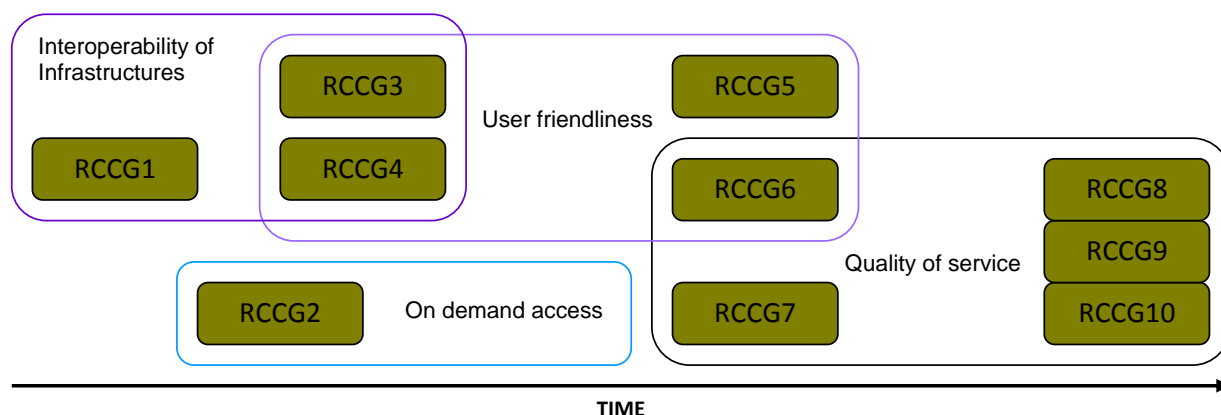 Interoperability of
Infrastructures
RCCG3
RCCG5
User friendliness
RCCG1
RCCG4
RCCG6
RCCG8
RCCG9
Quality of service
RCCG2
On demand access
RCCG7
RCCG10
TIME